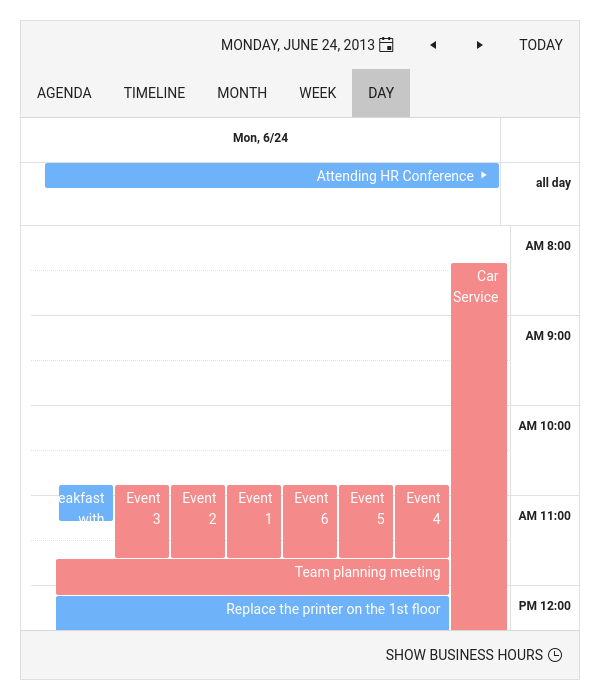 MONDAY, JUNE 24, 2013
TODAY
AGENDA
TIMELINE
MONTH
WEEK
DAY
Mon, 6/24
Attending HR Conference
all day
AM 8:00
Car
Service
AM 9:00
AM 10:00
eakfast
with
Event
3
Event
2
Event
1
Event
6
Event
5
Event
4
AM 11:00
Team planning meeting
Replace the printer on the 1st floor
PM 12:00
SHOW BUSINESS HOURS